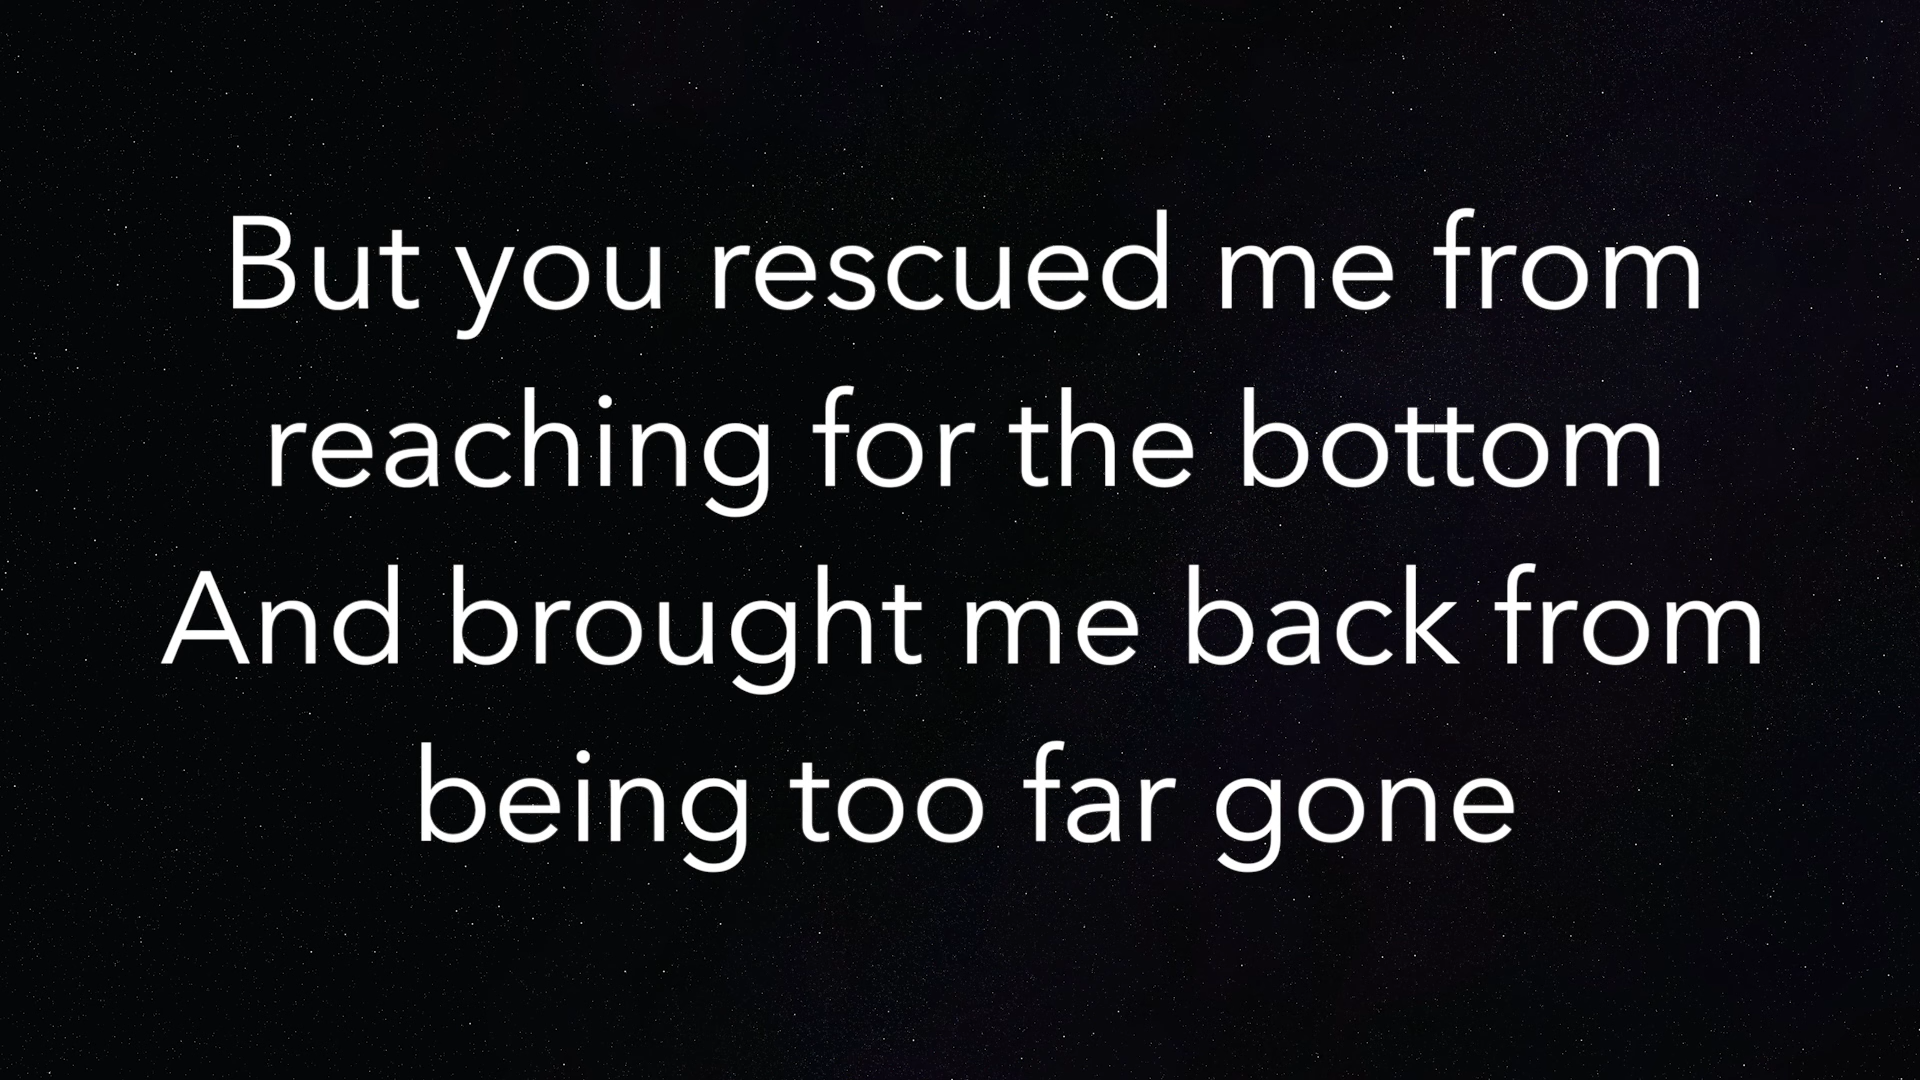 But you rescued me from
reaching for the bottom
And brought me back from
being too far gone